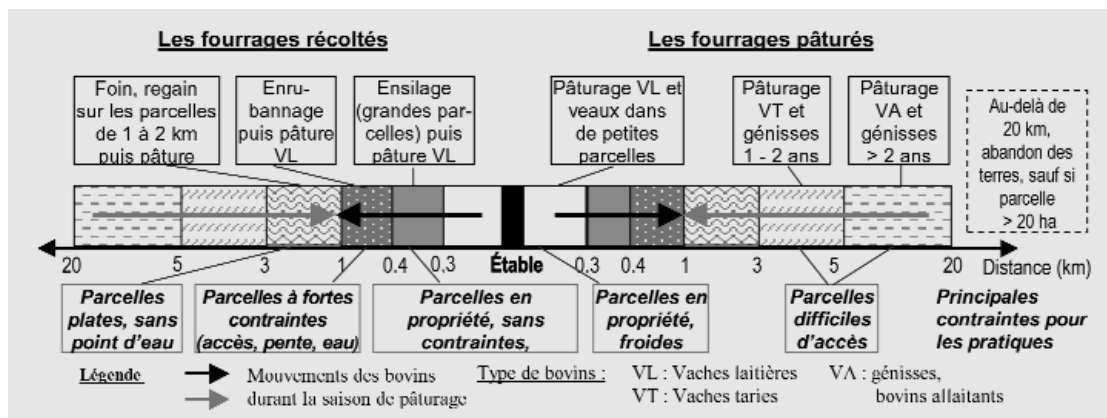 Les fourrages récoltés
Les fourrages pâturés
Foin, regain
sur les parcelles
de 1 à 2 km
puis pâture
Enru-
bannage
puis pâture
VL
Ensilage
(grandes par-
celles) puis
pâture VL
Pâturage VL et
veaux dans
de petites
parcelles
Pâturage
VT et
génisses
1 - 2 ans
Pâturage
VA et
génisses
> 2 ans
Au-delà de
20 km,
abandon des
terres, sauf si
parcelle
> 20 ha
20 5 3 1 0.4 0.3 Étable 0.3 0.4 1 3 5 20 Distance (km)
Parcelles
plates, sans
point d'eau
Parcelles à fortes
contraintes
(accès, pente, eau)
Parcelles en
propriété, sans
contraintes,
Parcelles en
propriété,
froides
Parcelles
difficiles
d'accès
Principales
contraintes pour
les pratiques
Légende
Mouvements des bovins
durant la saison de pâturage
Type de bovins :
VL : Vaches laitières
VT : Vaches taries
VA : génisses,
bovins allaitants